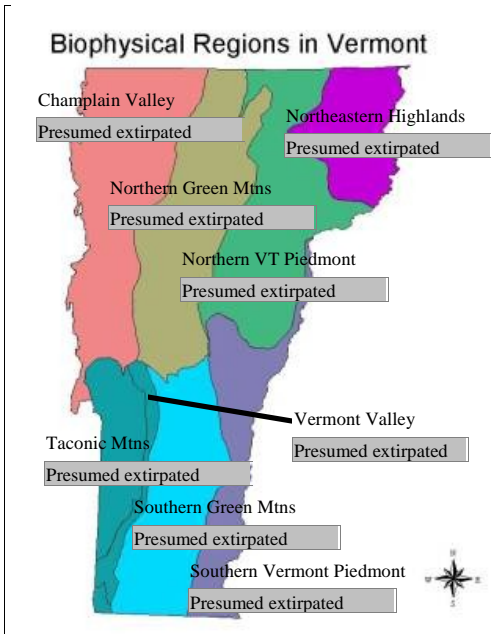 Biophysical Regions in Vermont
Champlain Valley
Presumed extirpated
Northeastern Highlands
Presumed extirpated
Northern Green Mtns
Presumed extirpated
Northern VT Piedmont
Presumed extirpated
Vermont Valley
Presumed extirpated
Taconic Mtns
Presumed extirpated
Southern Green Mtns
Presumed extirpated
Southern Vermont Piedmont
Presumed extirpated
N
W E
S